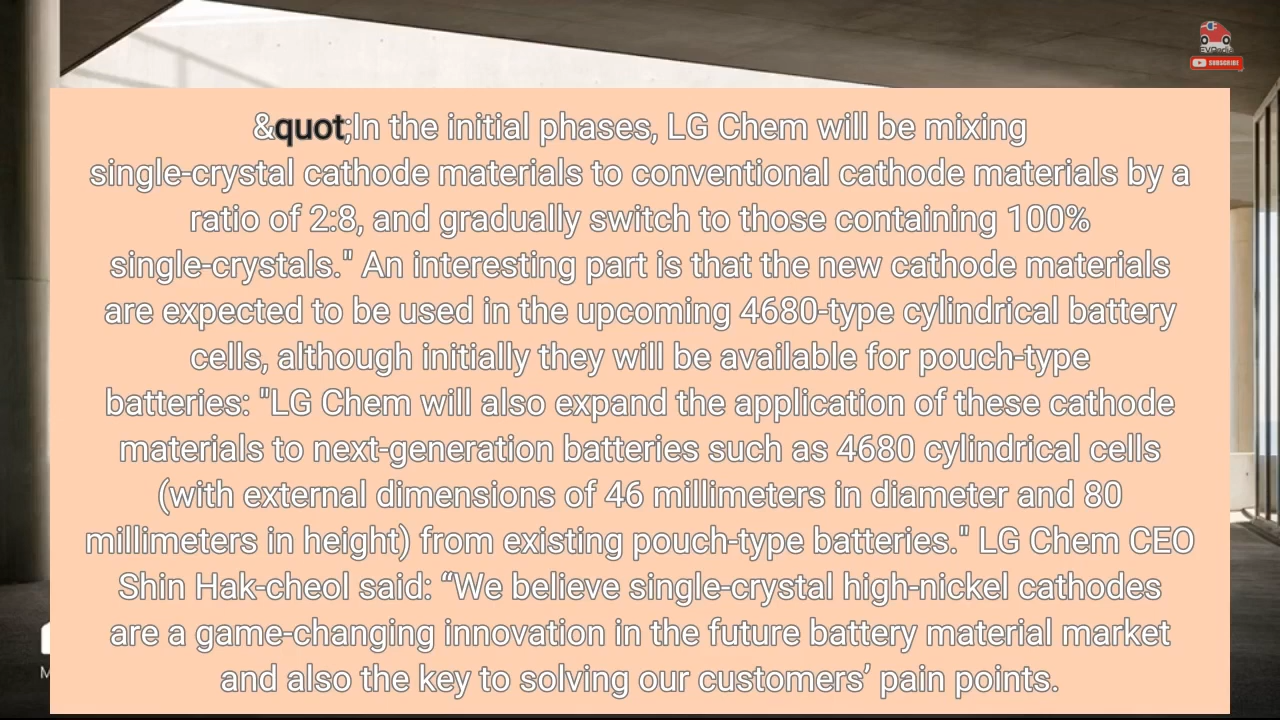 EVPedia
SUBSCRIBE
&quot;In the initial phases, LG Chem will be mixing
single-crystal cathode materials to conventional cathode materials by a
ratio of 2:8, and gradually switch to those containing 100%
single-crystals." An interesting part is that the new cathode materials
are expected to be used in the upcoming 4680-type cylindrical battery
cells, although initially they will be available for pouch-type
batteries: "LG Chem will also expand the application of these cathode
materials to next-generation batteries such as 4680 cylindrical cells
(with external dimensions of 46 millimeters in diameter and 80
millimeters in height) from existing pouch-type batteries." LG Chem CEO
Shin Hak-cheol said: “We believe single-crystal high-nickel cathodes
are a game-changing innovation in the future battery material market
and also the key to solving our customers’ pain points.